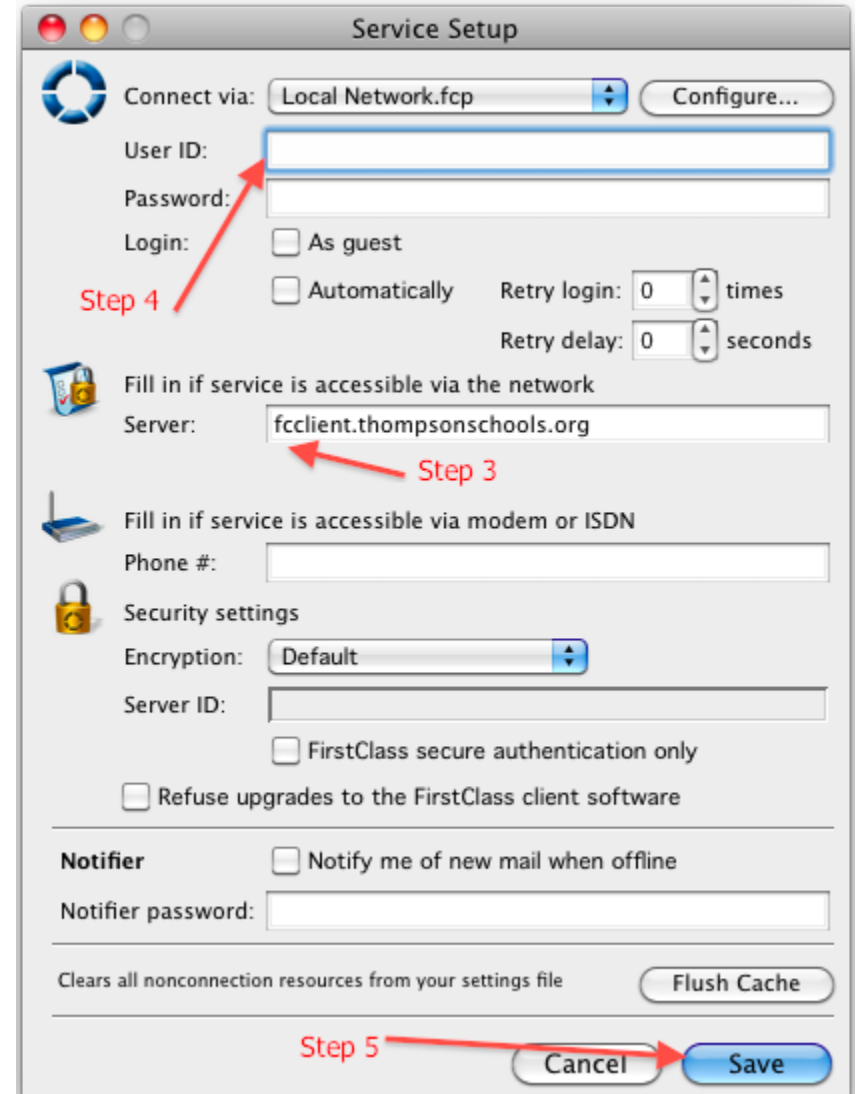 Service Setup
Connect via: Local Network.fcp Configure...
User ID:
Password:
Login: As guest
Step 4
Automatically Retry login: 0 times
Retry delay: 0 seconds
Fill in if service is accessible via the network
Server: fcclient.thompsonschools.org
Step 3
Fill in if service is accessible via modem or ISDN
Phone #:
Security settings
Encryption: Default
Server ID:
FirstClass secure authentication only
Refuse upgrades to the FirstClass client software
Notifier Notify me of new mail when offline
Notifier password:
Clears all nonconnection resources from your settings file Flush Cache
Step 5
Cancel Save